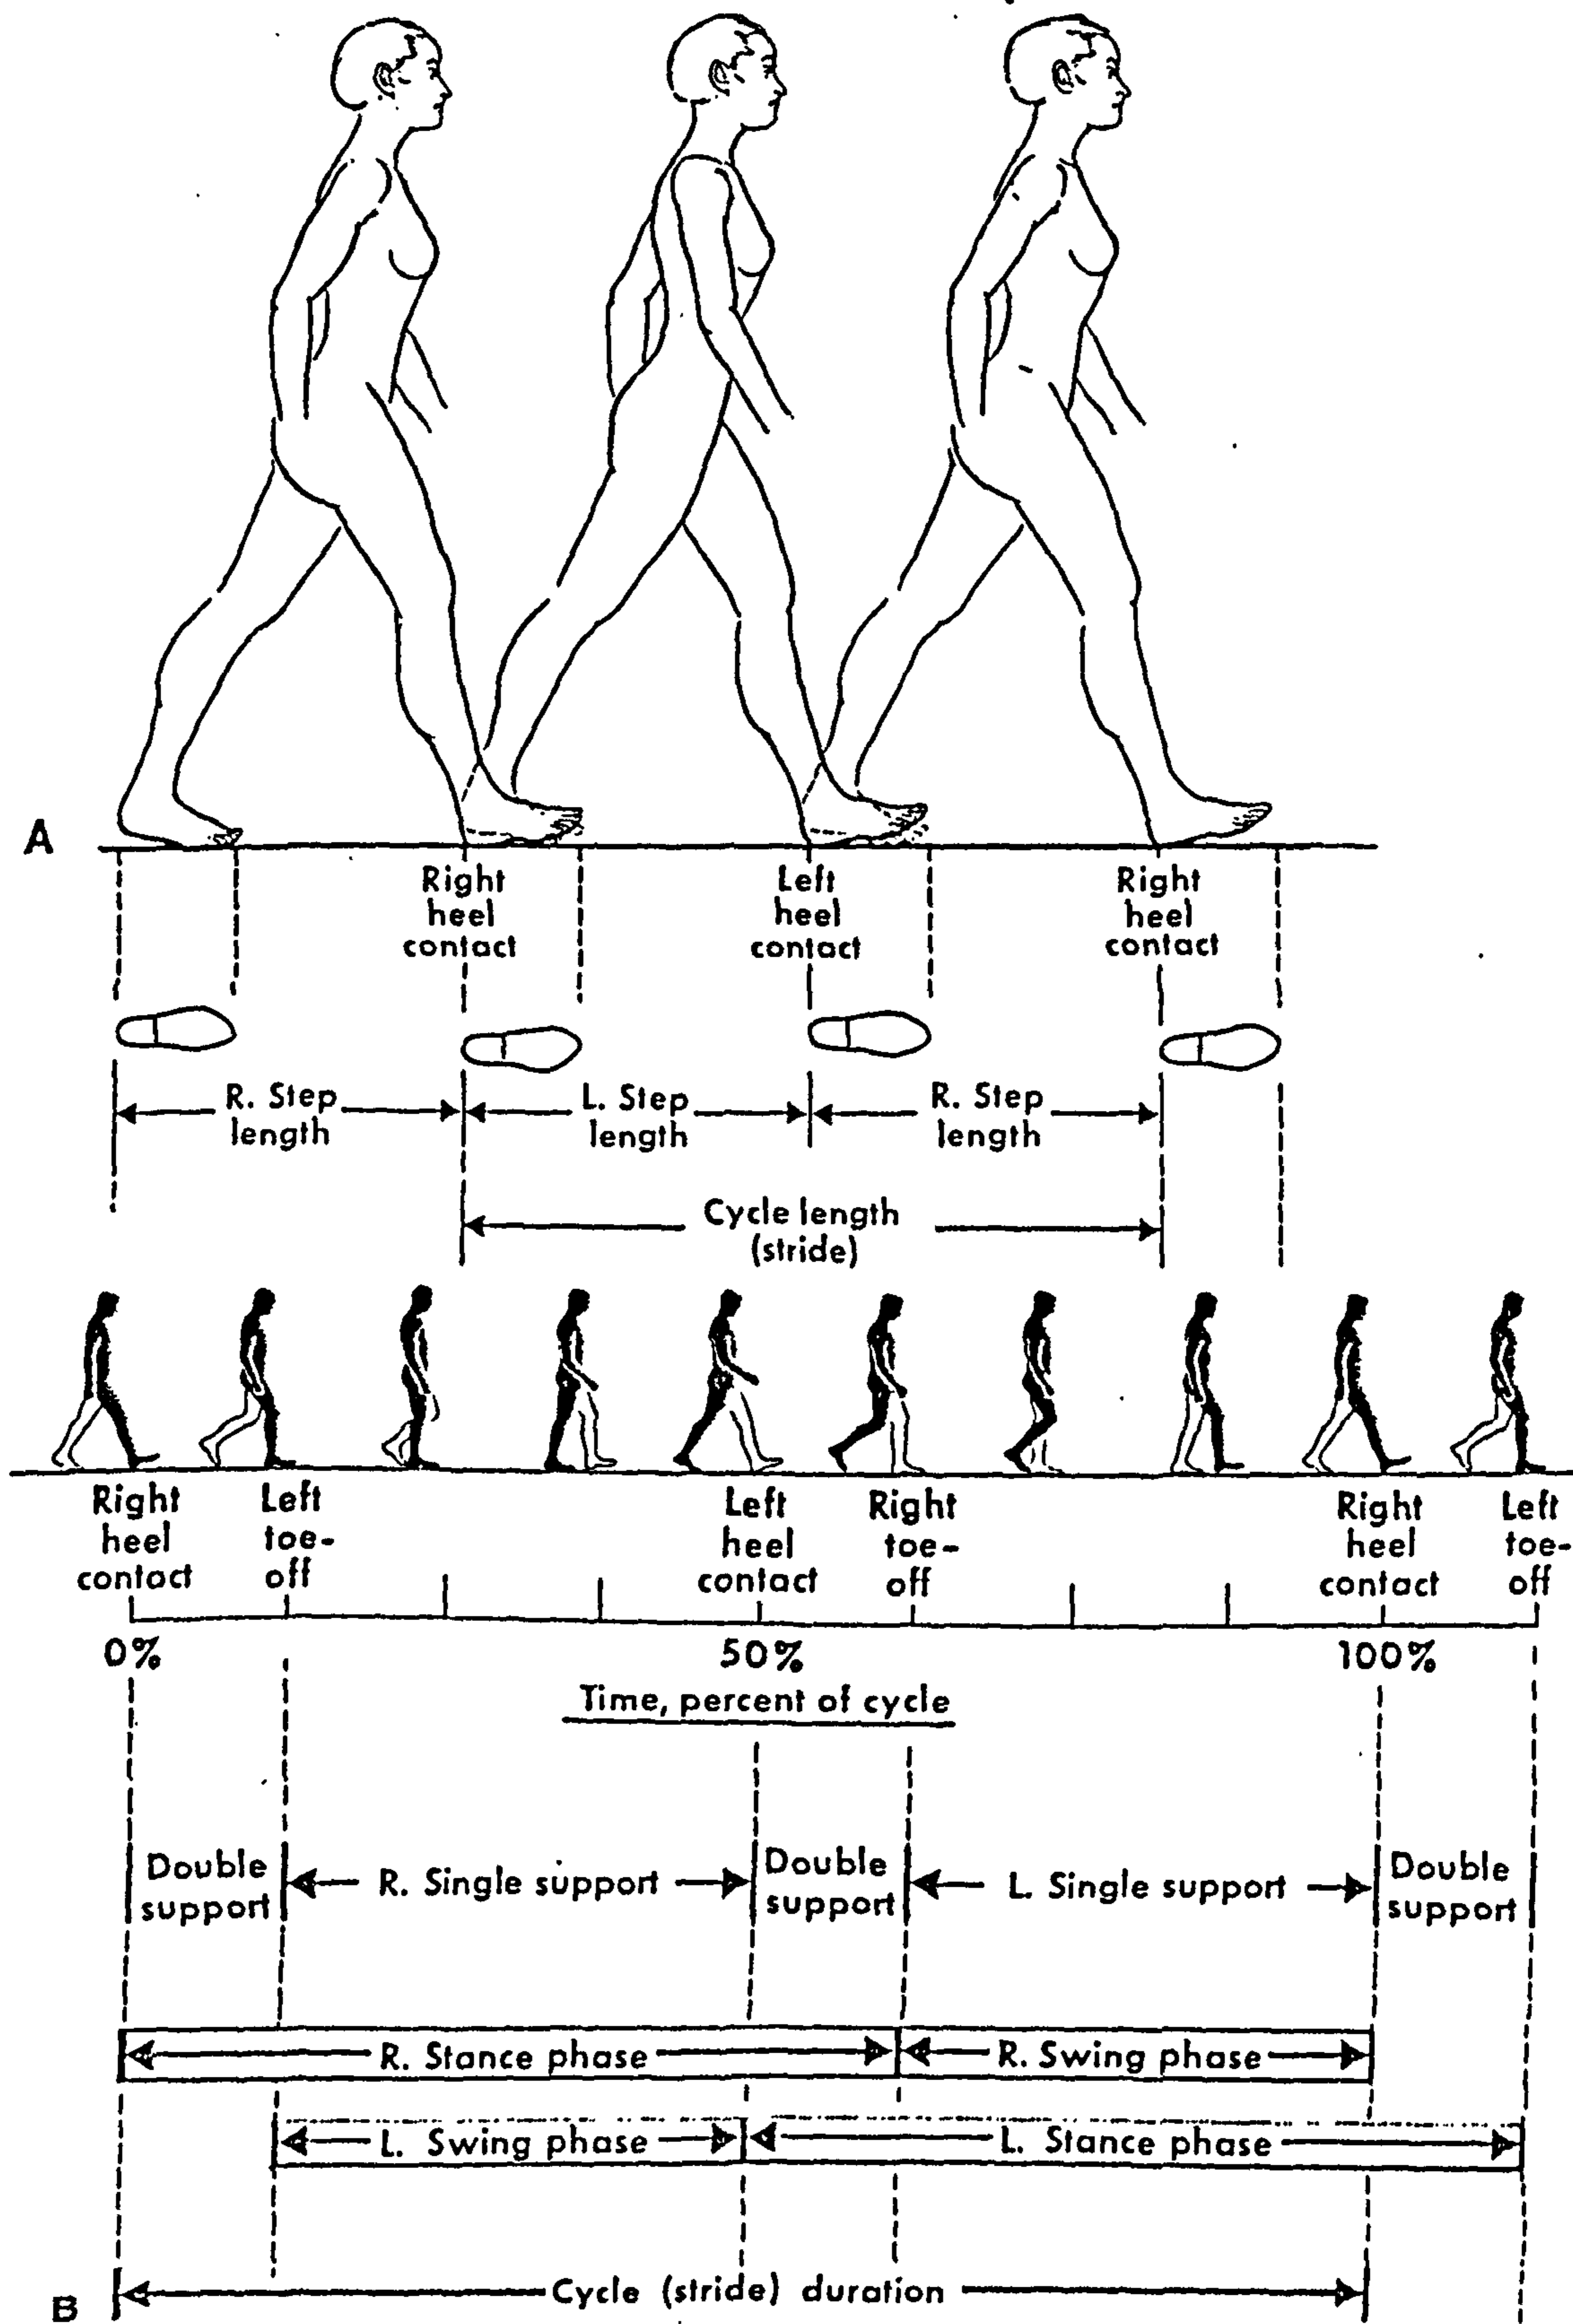 A
Right
heel
contact
Left
heel
contact
Right
heel
contact
R. Step
length
L. Step
length
R. Step
length
Cycle length
(stride)
Right
heel
contact
Left
toe-
off
Left
heel
contact
Right
toe-
off
Right
heel
contact
Left
toe-
off
0%
50%
100%
Time, percent of cycle
Double
support
R. Single support
Double
support
L. Single support
Double
support
R. Stance phase
R. Swing phase
L. Swing phase
L. Stance phase
Cycle (stride) duration
B